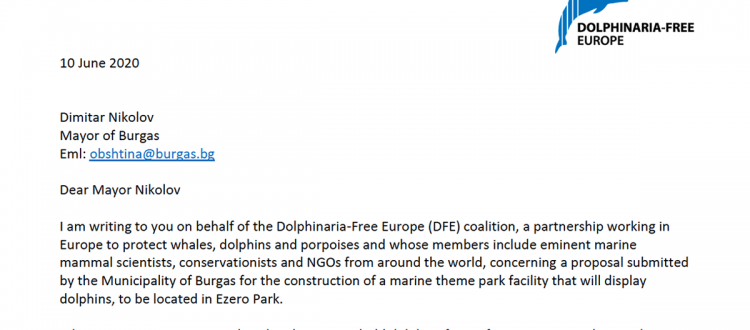 DOLPHINARIA-FREE
EUROPE
10 June 2020
Dimitar Nikolov
Mayor of Burgas
Eml: obshtina@burgas.bg
Dear Mayor Nikolov
I am writing to you on behalf of the Dolphinaria-Free Europe (DFE) coalition, a partnership working in
Europe to protect whales, dolphins and porpoises and whose members include eminent marine
mammal scientists, conservationists and NGOs from around the world, concerning a proposal submitted
by the Municipality of Burgas for the construction of a marine theme park facility that will display
dolphins, to be located in Ezero Park.